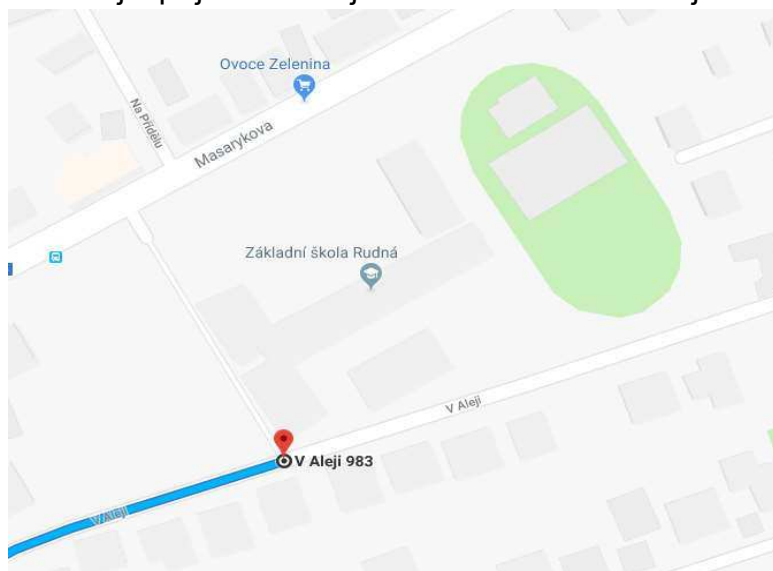 Ovoce Zelenina
Na Přídělu
Masarykova
Základní škola Rudná
V Aleji
V Aleji 983
V Aleji